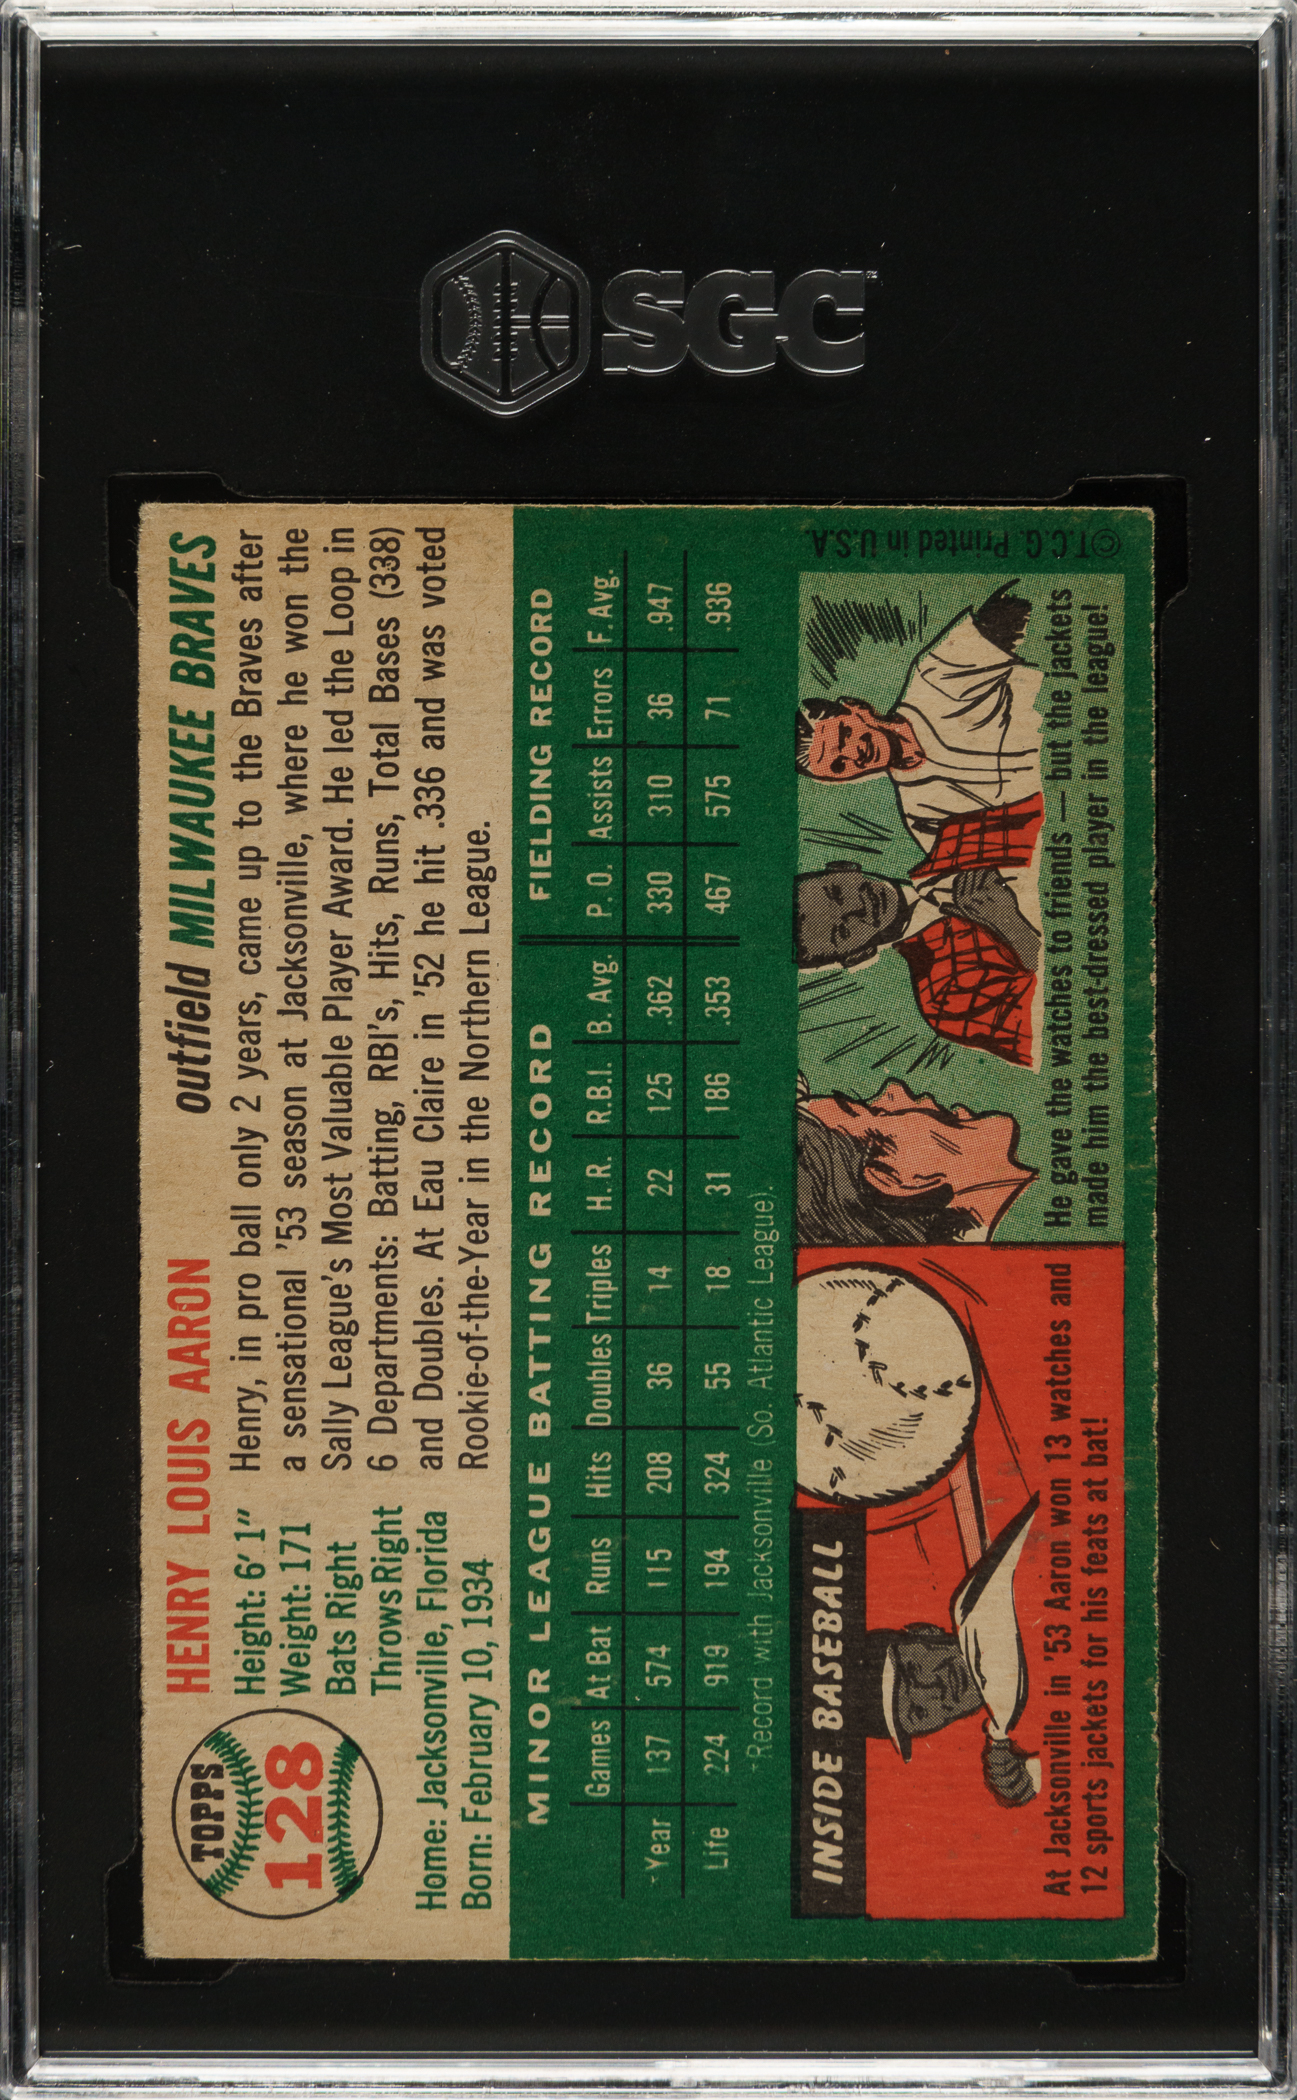 SGC
TOPPS
128
HENRY LOUIS AARON
outfield MILWAUKEE BRAVES
Height: 6' 1"
Weight: 171
Bats Right
Throws Right
Home: Jacksonville, Florida
Born: February 10, 1934
Henry, in pro ball only 2 years, came up to the Braves after
a sensational '53 season at Jacksonville, where he won the
Sally League's Most Valuable Player Award. He led the Loop in
6 Departments: Batting, RBI's, Hits, Runs, Total Bases (338)
and Doubles. At Eau Claire in '52 he hit .336 and was voted
Rookie-of-the-Year in the Northern League.
MINOR LEAGUE BATTING RECORD FIELDING RECORD
Games At Bat Runs Hits Doubles Triples H. R. R.B.I. B. Avg. P. O. Assists Errors F. Avg.
Year 137 574 115 208 36 14 22 125 .362 330 310 36 .947
Life 224 919 194 324 55 18 31 186 .353 467 575 71 .936
*Record with Jacksonville (So. Atlantic League).
INSIDE BASEBALL
At Jacksonville in '53 Aaron won 13 watches and
12 sports jackets for his feats at bat!
He gave the watches to friends — but the jackets
made him the best-dressed player in the league!
©T.C.G. Printed in U.S.A.